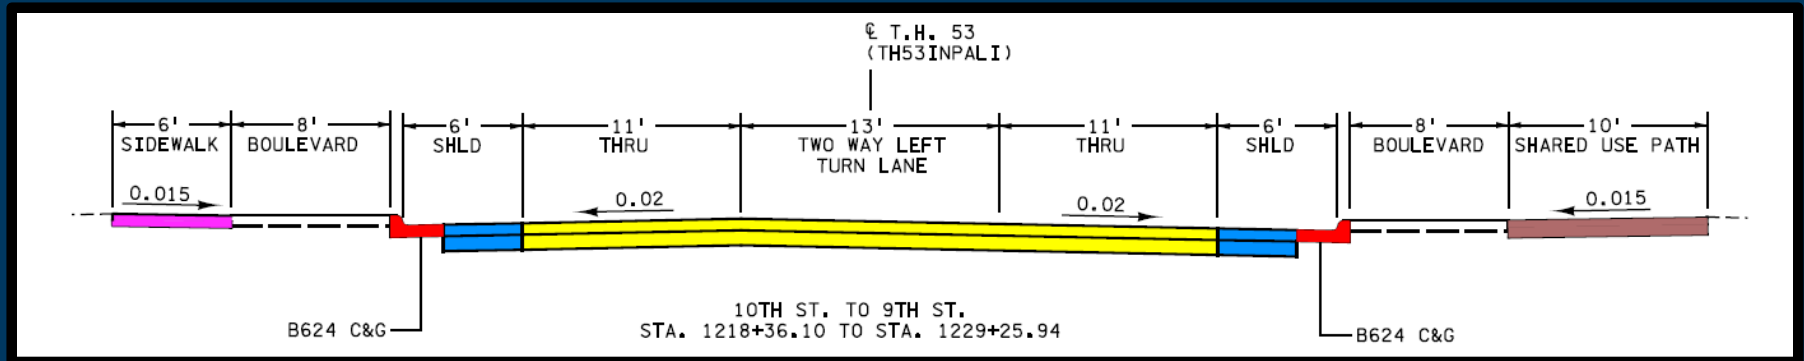 ℄ T.H. 53
(TH53INPALI)
6' 8' 6' 11' 13' 11' 6' 8' 10'
SIDEWALK BOULEVARD SHLD THRU TWO WAY LEFT THRU SHLD BOULEVARD SHARED USE PATH
TURN LANE
0.015 0.02 0.02 0.015
10TH ST. TO 9TH ST.
B624 C&G STA. 1218+36.10 TO STA. 1229+25.94 B624 C&G